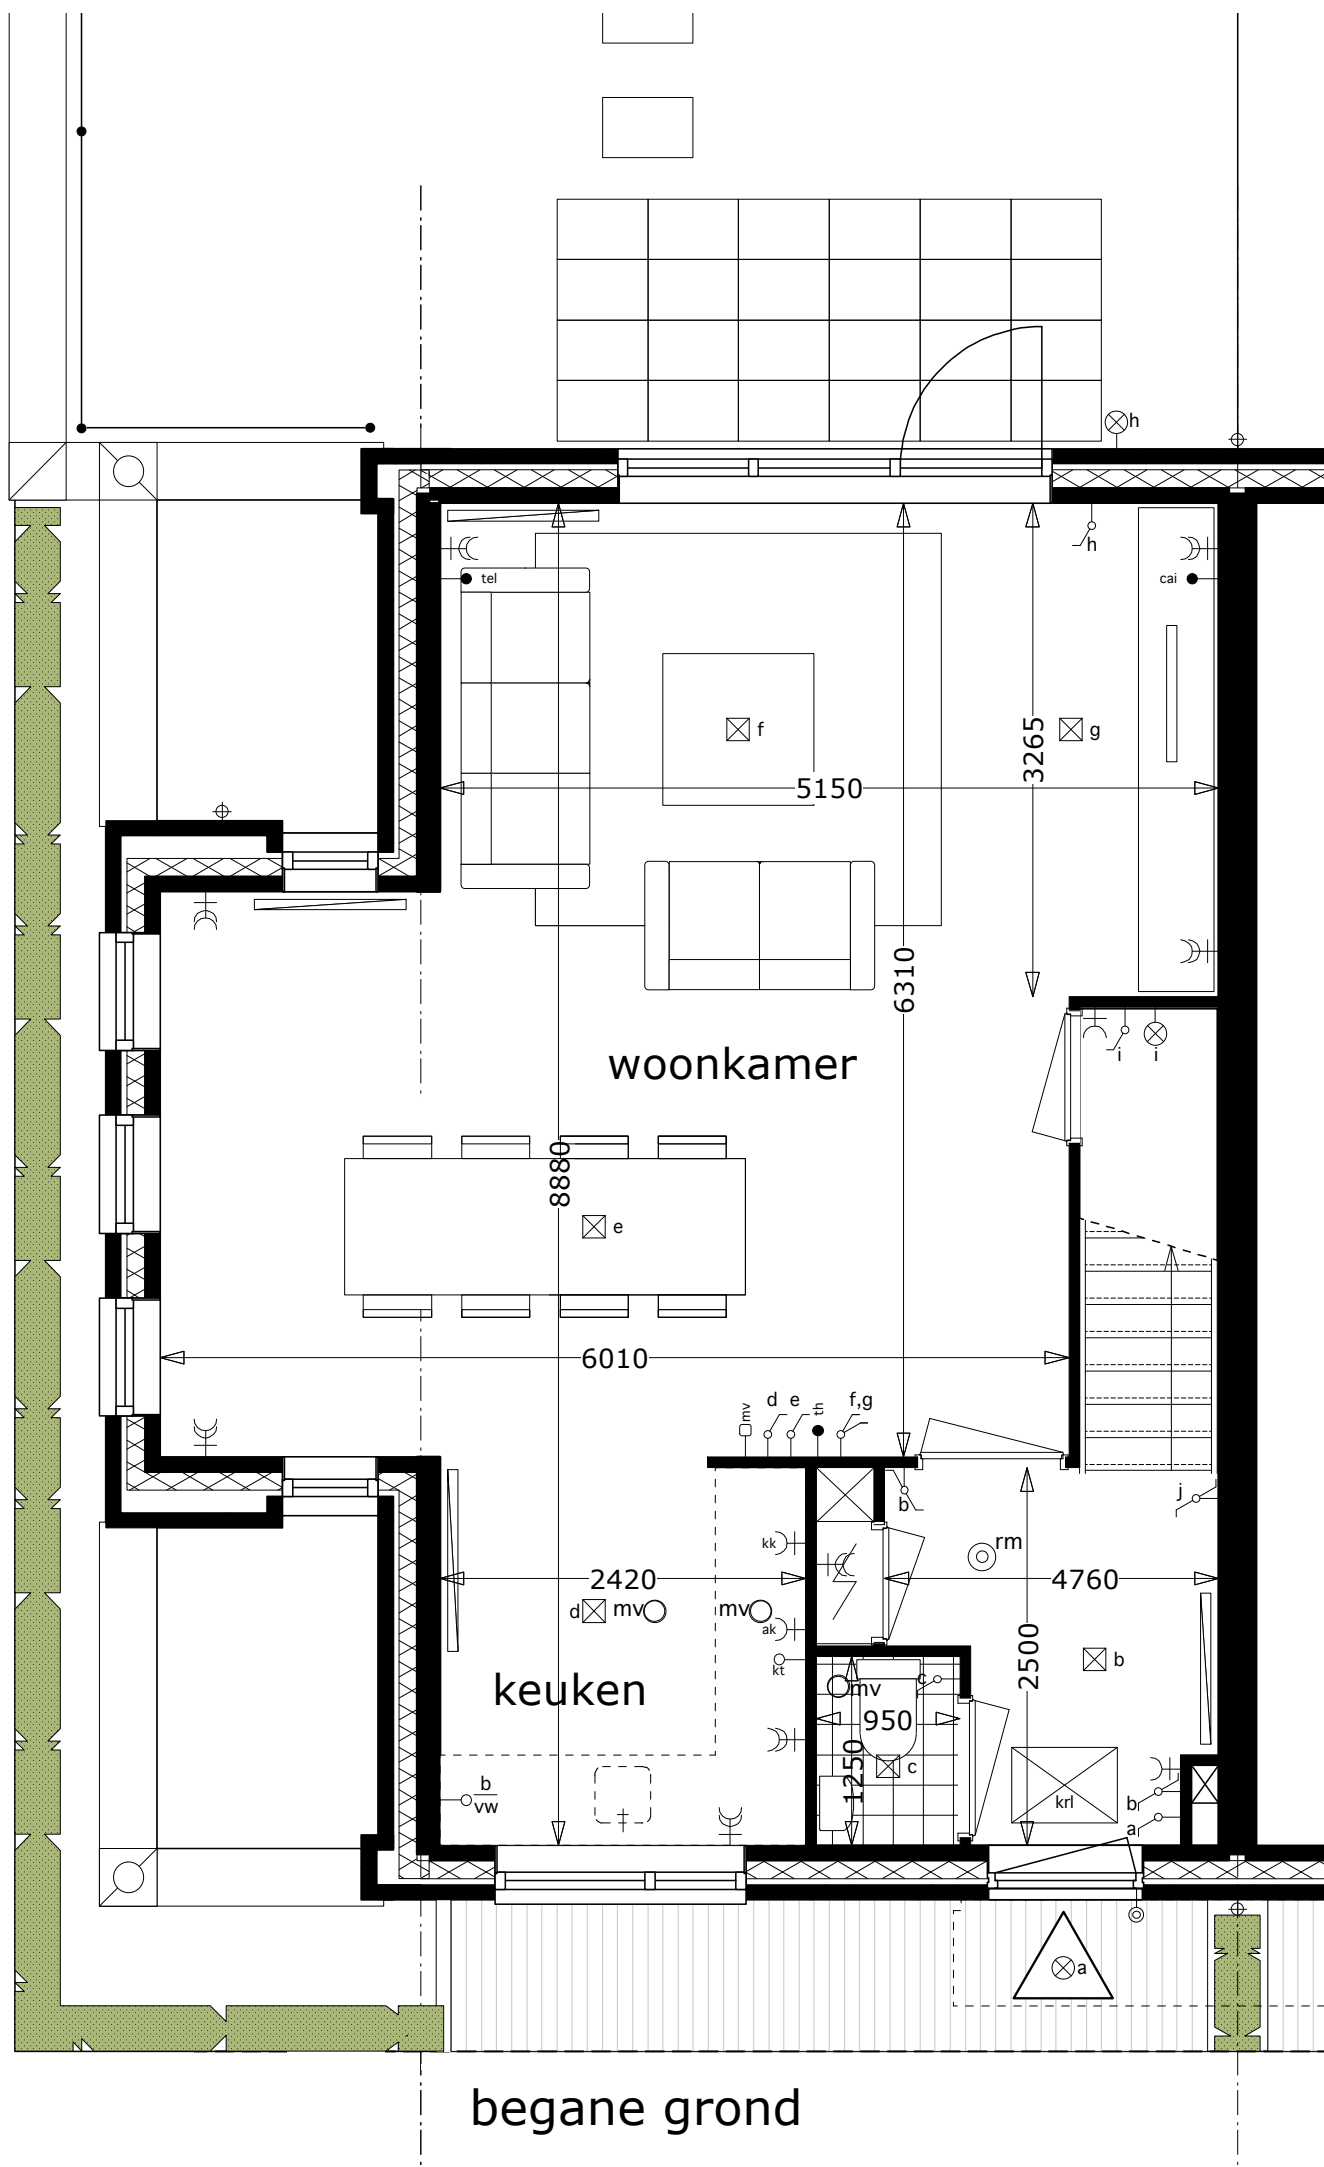 h
h
tel
cai
f
g
3265
5150
6310
i
i
woonkamer
8880
e
6010
mv
d
e
th
f,g
b
j
kk
rm
2420
4760
d
mv
mv
ak
2500
kt
b
keuken
c
mv
950
1250
c
b
vw
krl
b
a
a
begane grond